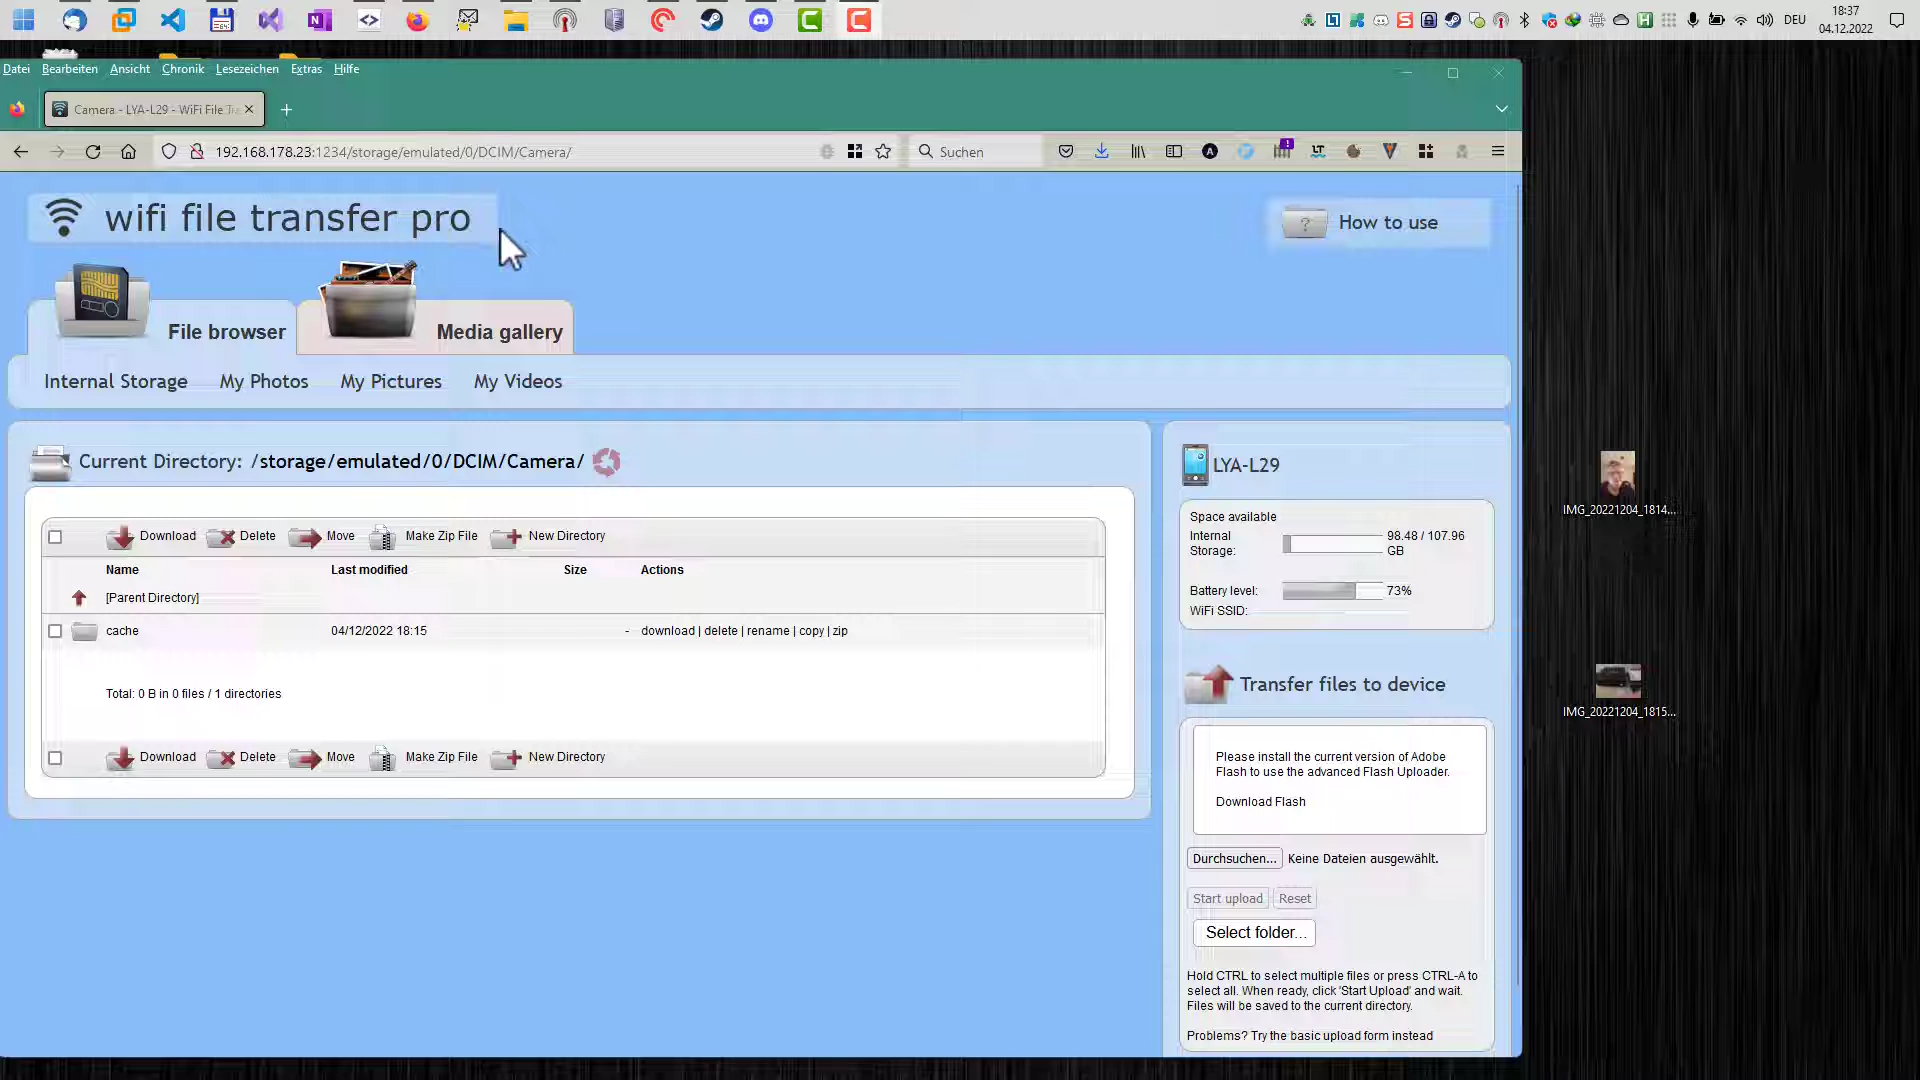 DEU
18:37
04.12.2022
Datei Bearbeiten Ansicht Chronik Lesezeichen Extras Hilfe
Camera - LYA-L29 - WiFi File Tra
192.168.178.23:1234/storage/emulated/0/DCIM/Camera/
Suchen
wifi file transfer pro
How to use
File browser
Media gallery
Internal Storage My Photos My Pictures My Videos
Current Directory: /storage/emulated/0/DCIM/Camera/
Download Delete Move Make Zip File New Directory
Name Last modified Size Actions
[Parent Directory]
cache 04/12/2022 18:15 - download | delete | rename | copy | zip
Total: 0 B in 0 files / 1 directories
Download Delete Move Make Zip File New Directory
LYA-L29
Space available
Internal Storage: 98.48 / 107.96 GB
Battery level: 73%
WiFi SSID:
Transfer files to device
Please install the current version of Adobe
Flash to use the advanced Flash Uploader.
Download Flash
Durchsuchen... Keine Dateien ausgewählt.
Start upload Reset
Select folder...
Hold CTRL to select multiple files or press CTRL-A to
select all. When ready, click 'Start Upload' and wait.
Files will be saved to the current directory.
Problems? Try the basic upload form instead
IMG_20221204_1814...
IMG_20221204_1815...